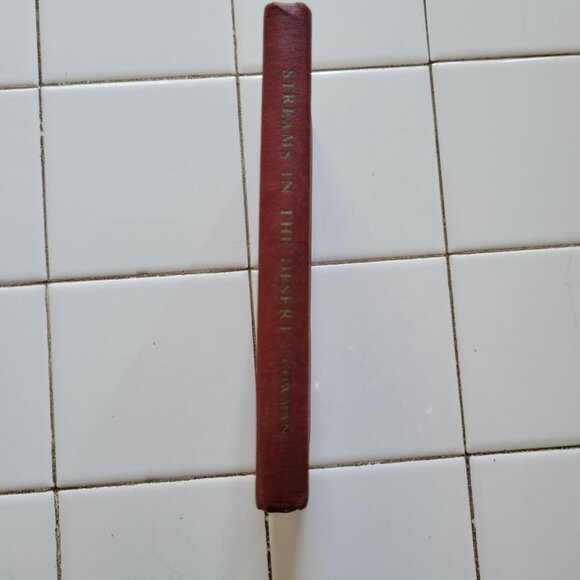 STREAMS IN THE DESERT COWMAN